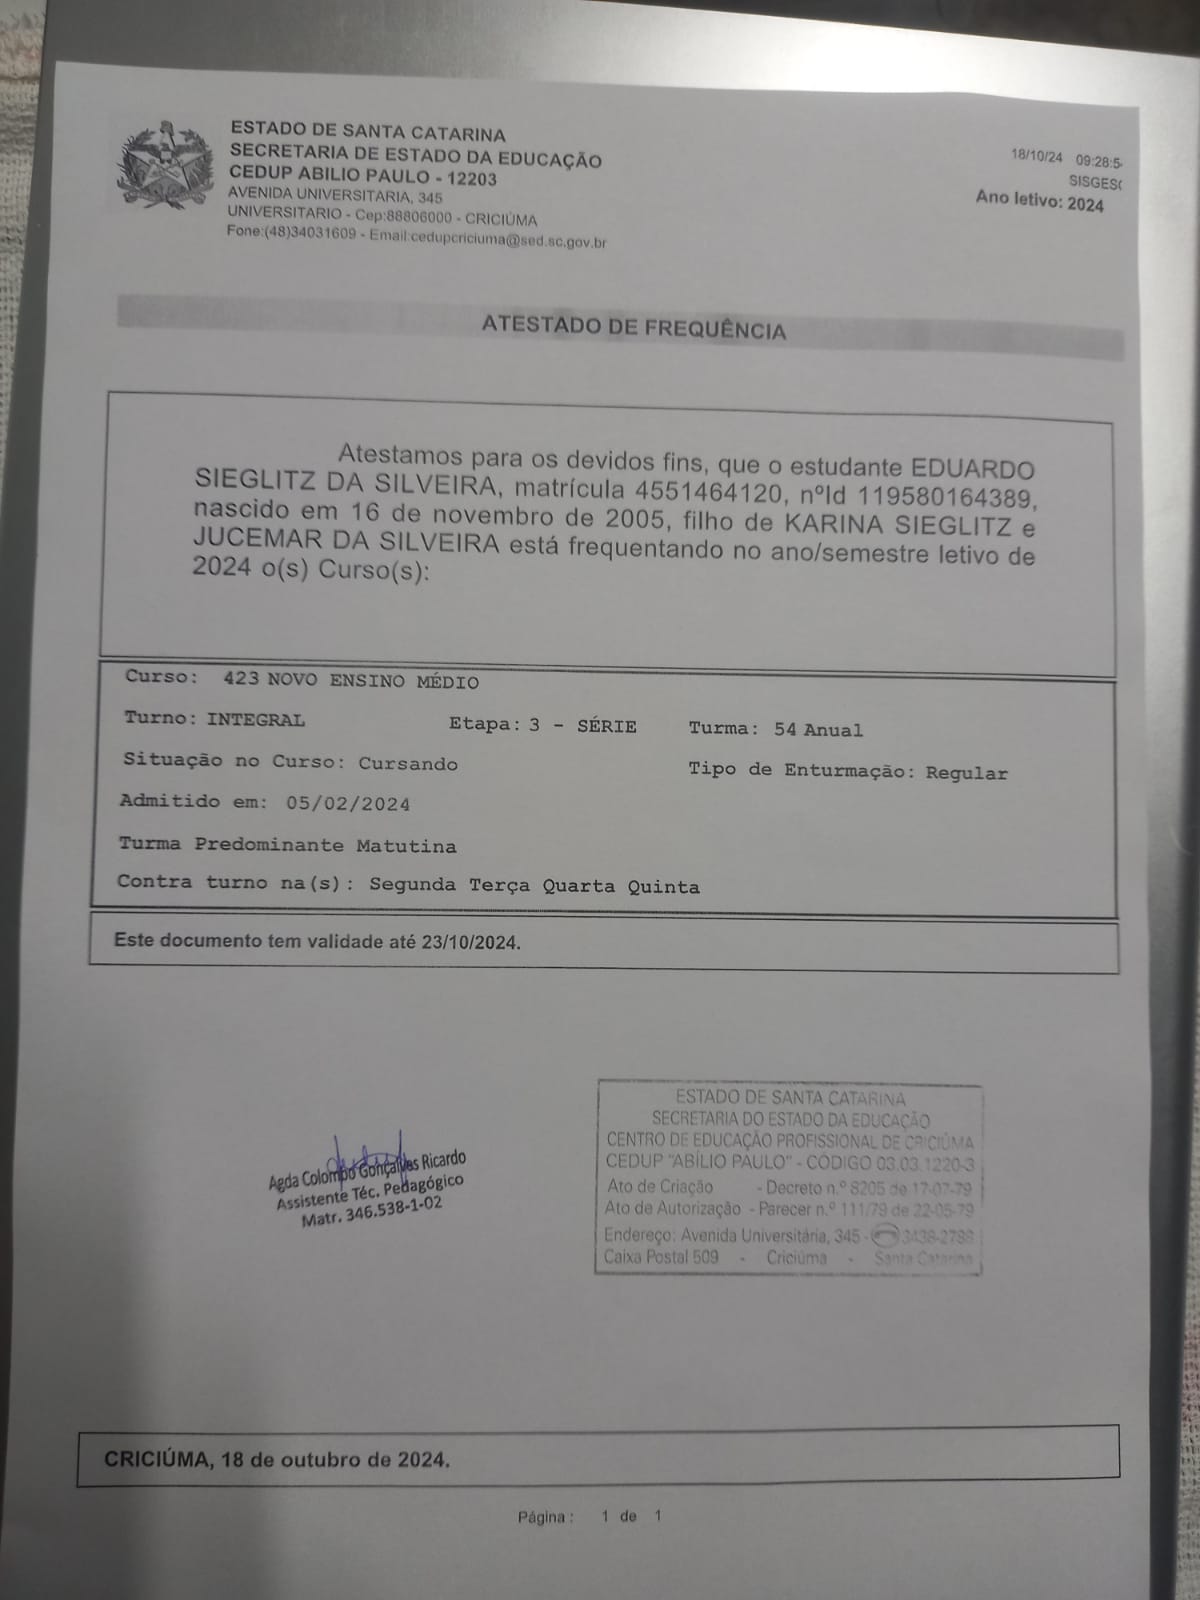 ESTADO DE SANTA CATARINA
SECRETARIA DE ESTADO DA EDUCAÇÃO
CEDUP ABILIO PAULO - 12203
AVENIDA UNIVERSITARIA, 345
UNIVERSITARIO - Cep:88806000 - CRICIÚMA
Fone:(48)34031609 - Email:cedupcriciuma@sed.sc.gov.br
18/10/24 09:28:5
SISGES
Ano letivo: 2024
ATESTADO DE FREQUÊNCIA
Atestamos para os devidos fins, que o estudante EDUARDO
SIEGLITZ DA SILVEIRA, matrícula 4551464120, nºId 119580164389,
nascido em 16 de novembro de 2005, filho de KARINA SIEGLITZ e
JUCEMAR DA SILVEIRA está frequentando no ano/semestre letivo de
2024 o(s) Curso(s):
Curso: 423 NOVO ENSINO MÉDIO
Turno: INTEGRAL Etapa: 3 - SÉRIE Turma: 54 Anual
Situação no Curso: Cursando Tipo de Enturmação: Regular
Admitido em: 05/02/2024
Turma Predominante Matutina
Contra turno na(s): Segunda Terça Quarta Quinta
Este documento tem validade até 23/10/2024.
Agda Colombo Gonçalves Ricardo
Assistente Téc. Pedagógico
Matr. 346.538-1-02
ESTADO DE SANTA CATARINA
SECRETARIA DO ESTADO DA EDUCAÇÃO
CENTRO DE EDUCAÇÃO PROFISSIONAL DE CRICIÚMA
CEDUP "ABÍLIO PAULO" - CÓDIGO 03.03.1220-3
Ato de Criação - Decreto n.º 8205 de 17-07-79
Ato de Autorização - Parecer n.º 111/79 de 22-05-79
Endereço: Avenida Universitária, 345 - 3438-2788
Caixa Postal 509 - Criciúma - Santa Catarina
CRICIÚMA, 18 de outubro de 2024.
Página : 1 de 1